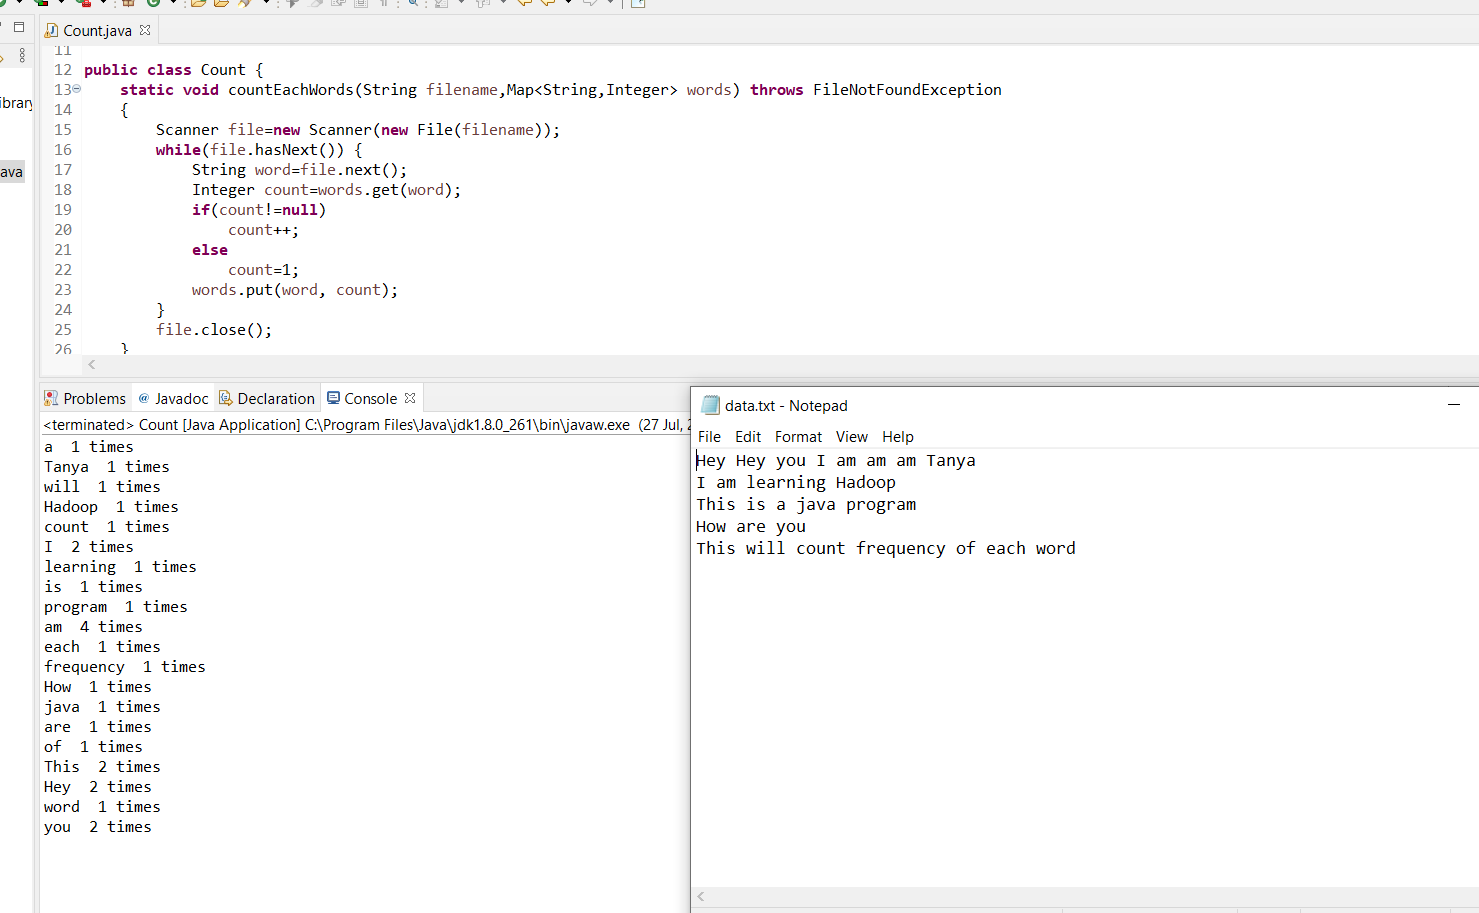 Count.java
ibrary
ava
11
12 public class Count {
13 static void countEachWords(String filename,Map<String,Integer> words) throws FileNotFoundException
14 {
15 Scanner file=new Scanner(new File(filename));
16 while(file.hasNext()) {
17 String word=file.next();
18 Integer count=words.get(word);
19 if(count!=null)
20 count++;
21 else
22 count=1;
23 words.put(word, count);
24 }
25 file.close();
26 }
Problems @ Javadoc Declaration Console
<terminated> Count [Java Application] C:\Program Files\Java\jdk1.8.0_261\bin\javaw.exe (27 Jul, 2
a 1 times
Tanya 1 times
will 1 times
Hadoop 1 times
count 1 times
I 2 times
learning 1 times
is 1 times
program 1 times
am 4 times
each 1 times
frequency 1 times
How 1 times
java 1 times
are 1 times
of 1 times
This 2 times
Hey 2 times
word 1 times
you 2 times
data.txt - Notepad
File Edit Format View Help
Hey Hey you I am am am Tanya
I am learning Hadoop
This is a java program
How are you
This will count frequency of each word